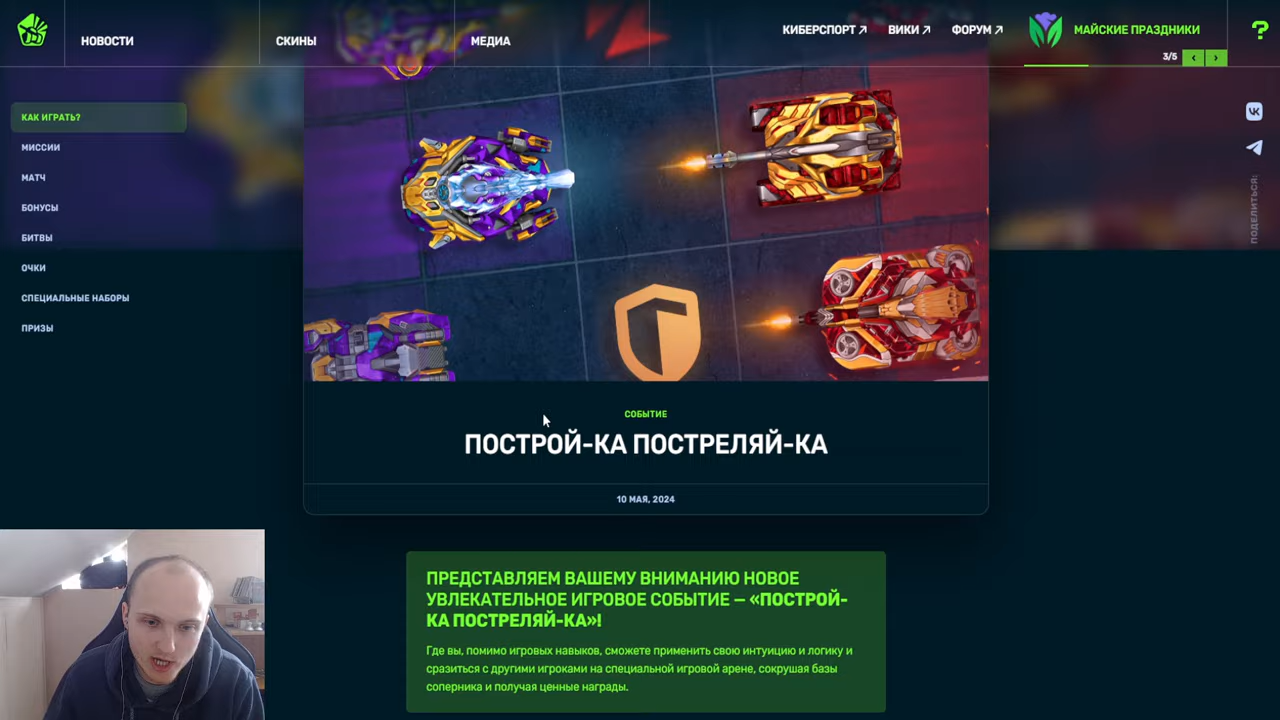 НОВОСТИ
СКИНЫ
МЕДИА
КИБЕРСПОРТ
ВИКИ
ФОРУМ
МАЙСКИЕ ПРАЗДНИКИ
?
3/5
КАК ИГРАТЬ?
МИССИИ
МАТЧ
БОНУСЫ
БИТВЫ
ОЧКИ
СПЕЦИАЛЬНЫЕ НАБОРЫ
ПРИЗЫ
ПОДЕЛИТЬСЯ:
СОБЫТИЕ
ПОСТРОЙ-КА ПОСТРЕЛЯЙ-КА
10 МАЯ, 2024
ПРЕДСТАВЛЯЕМ ВАШЕМУ ВНИМАНИЮ НОВОЕ
УВЛЕКАТЕЛЬНОЕ ИГРОВОЕ СОБЫТИЕ — «ПОСТРОЙ-
КА ПОСТРЕЛЯЙ-КА»!
Где вы, помимо игровых навыков, сможете применить свою интуицию и логику и
сразиться с другими игроками на специальной игровой арене, сокрушая базы
соперника и получая ценные награды.